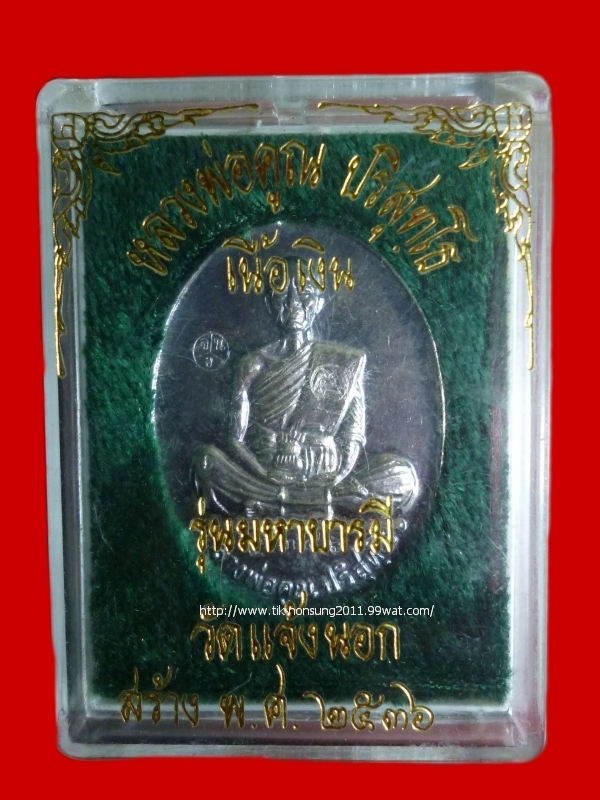 หลวงพ่อคูณ ปริสุทฺโธ
เนื้อเงิน
รุ่นมหาบารมี
http://www.tikhonsung2011.99wat.com/
วัดแจ้งนอก
สร้าง พ.ศ. ๒๕๓๖